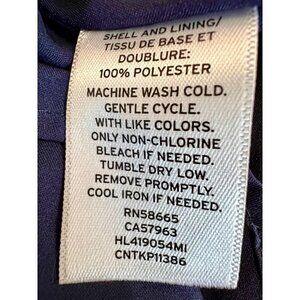 SHELL AND LINING/
TISSU DE BASE ET
DOUBLURE:
100% POLYESTER
MACHINE WASH COLD.
GENTLE CYCLE.
WITH LIKE COLORS.
ONLY NON-CHLORINE
BLEACH IF NEEDED.
TUMBLE DRY LOW.
REMOVE PROMPTLY.
COOL IRON IF NEEDED.
RN58665
CA57963
HL419054MI
CNTKP11386